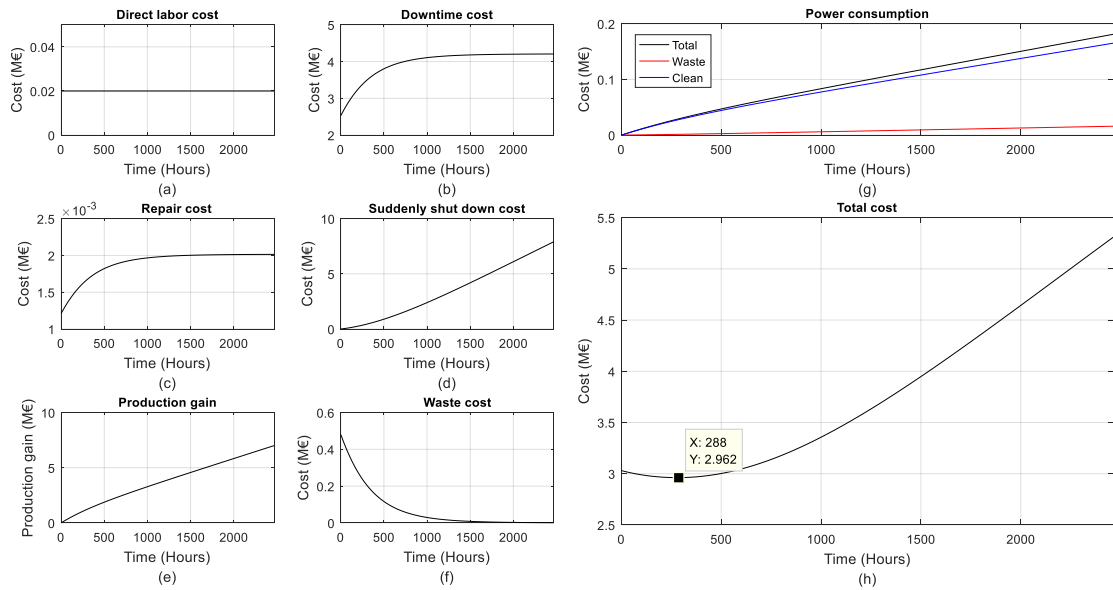 Direct labor cost
Cost (M€)
0.04
0.02
0
0 500 1000 1500 2000
Time (Hours)
(a)
Downtime cost
Cost (M€)
5
4
3
2
0 500 1000 1500 2000
Time (Hours)
(b)
Repair cost
×10⁻³
Cost (M€)
2.5
2
1.5
1
0 500 1000 1500 2000
Time (Hours)
(c)
Suddenly shut down cost
Cost (M€)
10
5
0
0 500 1000 1500 2000
Time (Hours)
(d)
Production gain
Production gain (M€)
10
5
0
0 500 1000 1500 2000
Time (Hours)
(e)
Waste cost
Cost (M€)
0.6
0.4
0.2
0
0 500 1000 1500 2000
Time (Hours)
(f)
Power consumption
Cost (M€)
0.2
0.1
0
Total
Waste
Clean
0 500 1000 1500 2000
Time (Hours)
(g)
Total cost
Cost (M€)
5.5
5
4.5
4
3.5
3
2.5
X: 288
Y: 2.962
0 500 1000 1500 2000
Time (Hours)
(h)